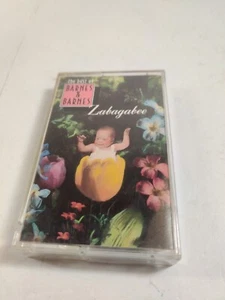 the BEST of
BARNES &
BARNES
Zabagabee